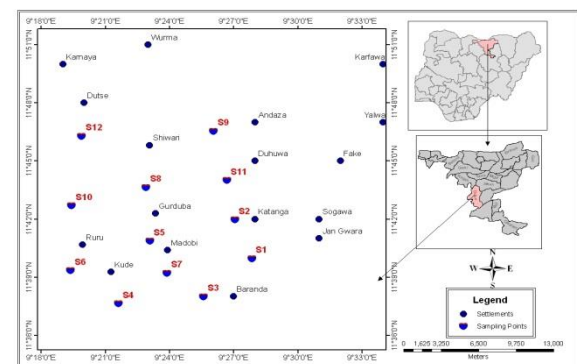 9°18'0"E 9°21'0"E 9°24'0"E 9°27'0"E 9°30'0"E 9°33'0"E
Wurma
11°51'0"N
Kamaya
Karfawa
Dutse
11°48'0"N
Andaza
Yalwa
S12
S9
Shiwari
11°45'0"N
Duhuwa
Fake
S8
S11
S10
Gurduba
S2
Katanga
Sogawa
11°42'0"N
S5
Jan Gwara
Ruru
Madobi
S1
S6
Kude
S7
11°39'0"N
S4
S3
Baranda
11°36'0"N
N
W E
S
Legend
Settlements
Sampling Points
0 1,625 3,250 6,500 9,750 13,000
Meters